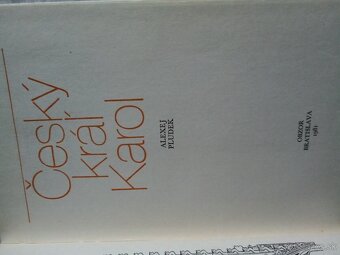 Český
kráľ
Karol
ALEXEJ
PLUDEK
OBZOR
BRATISLAVA
1981